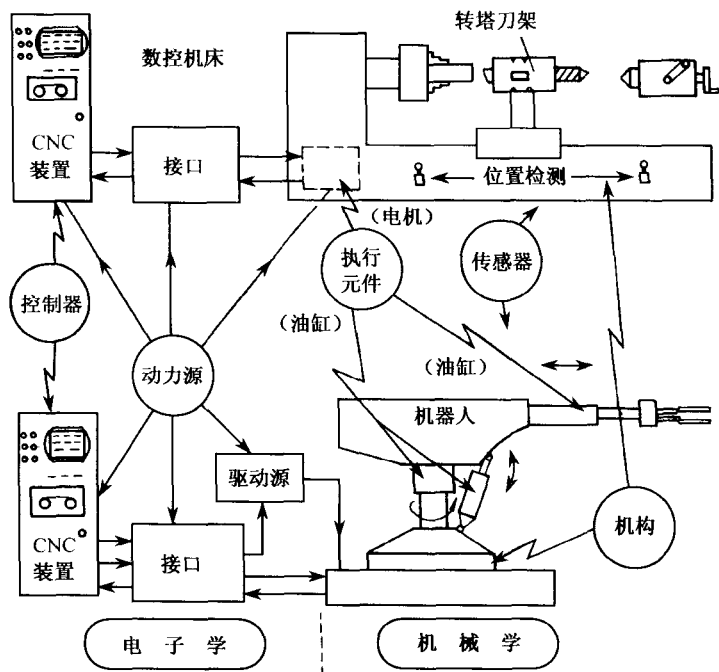 转塔刀架
数控机床
CNC
装置
接口
位置检测
（电机）
执行
元件
传感器
控制器
（油缸）
（油缸）
动力源
机器人
驱动源
机构
CNC
装置
接口
电子学
机械学